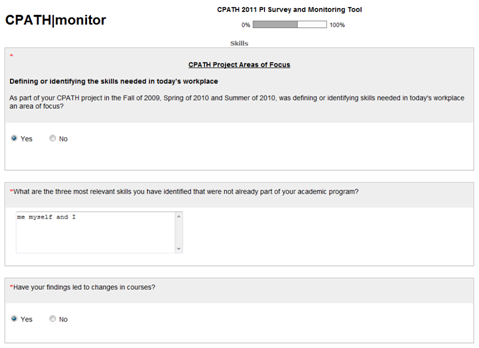 CPATH|monitor
CPATH 2011 PI Survey and Monitoring Tool
0% 100%
Skills
*
CPATH Project Areas of Focus
Defining or identifying the skills needed in today's workplace
As part of your CPATH project in the Fall of 2009, Spring of 2010 and Summer of 2010, was defining or identifying skills needed in today's workplace
an area of focus?
Yes No
*What are the three most relevant skills you have identified that were not already part of your academic program?
me myself and I
*Have your findings led to changes in courses?
Yes No